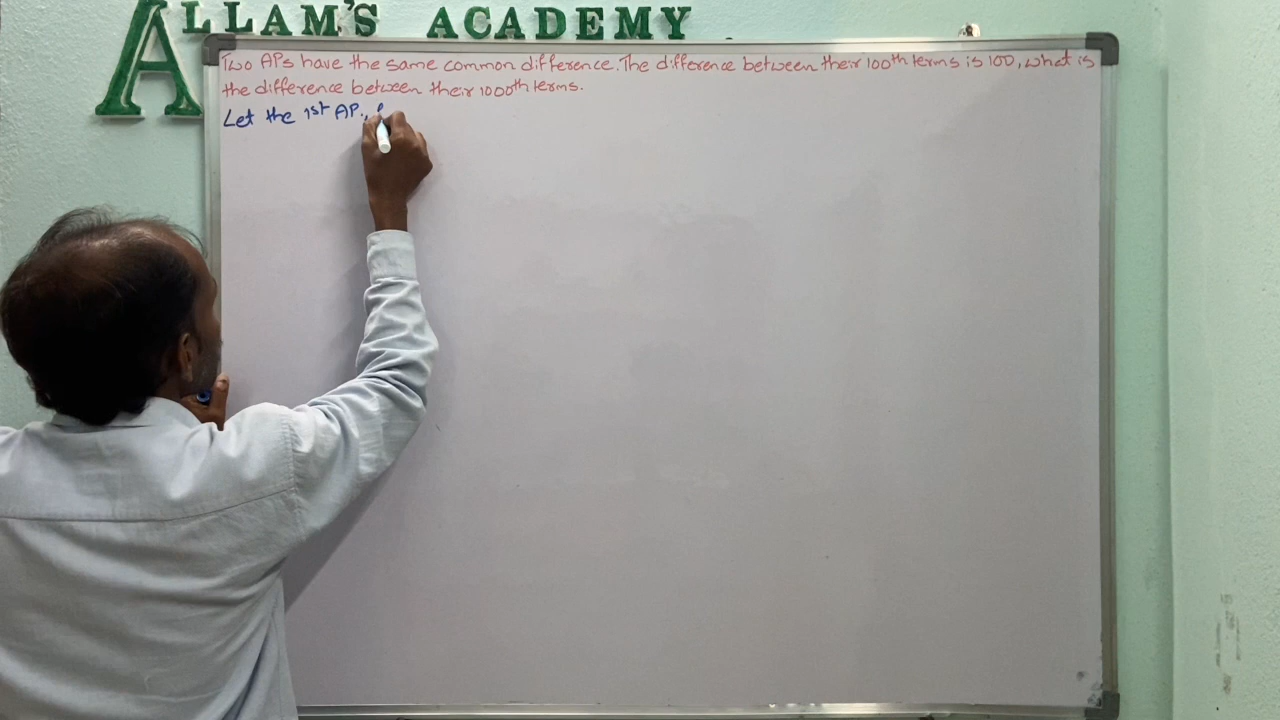 ALLAM'S ACADEMY
Two APs have the same common difference. The difference between their 100th terms is 100, what is
the difference between their 1000th terms.
Let the 1st AP.,